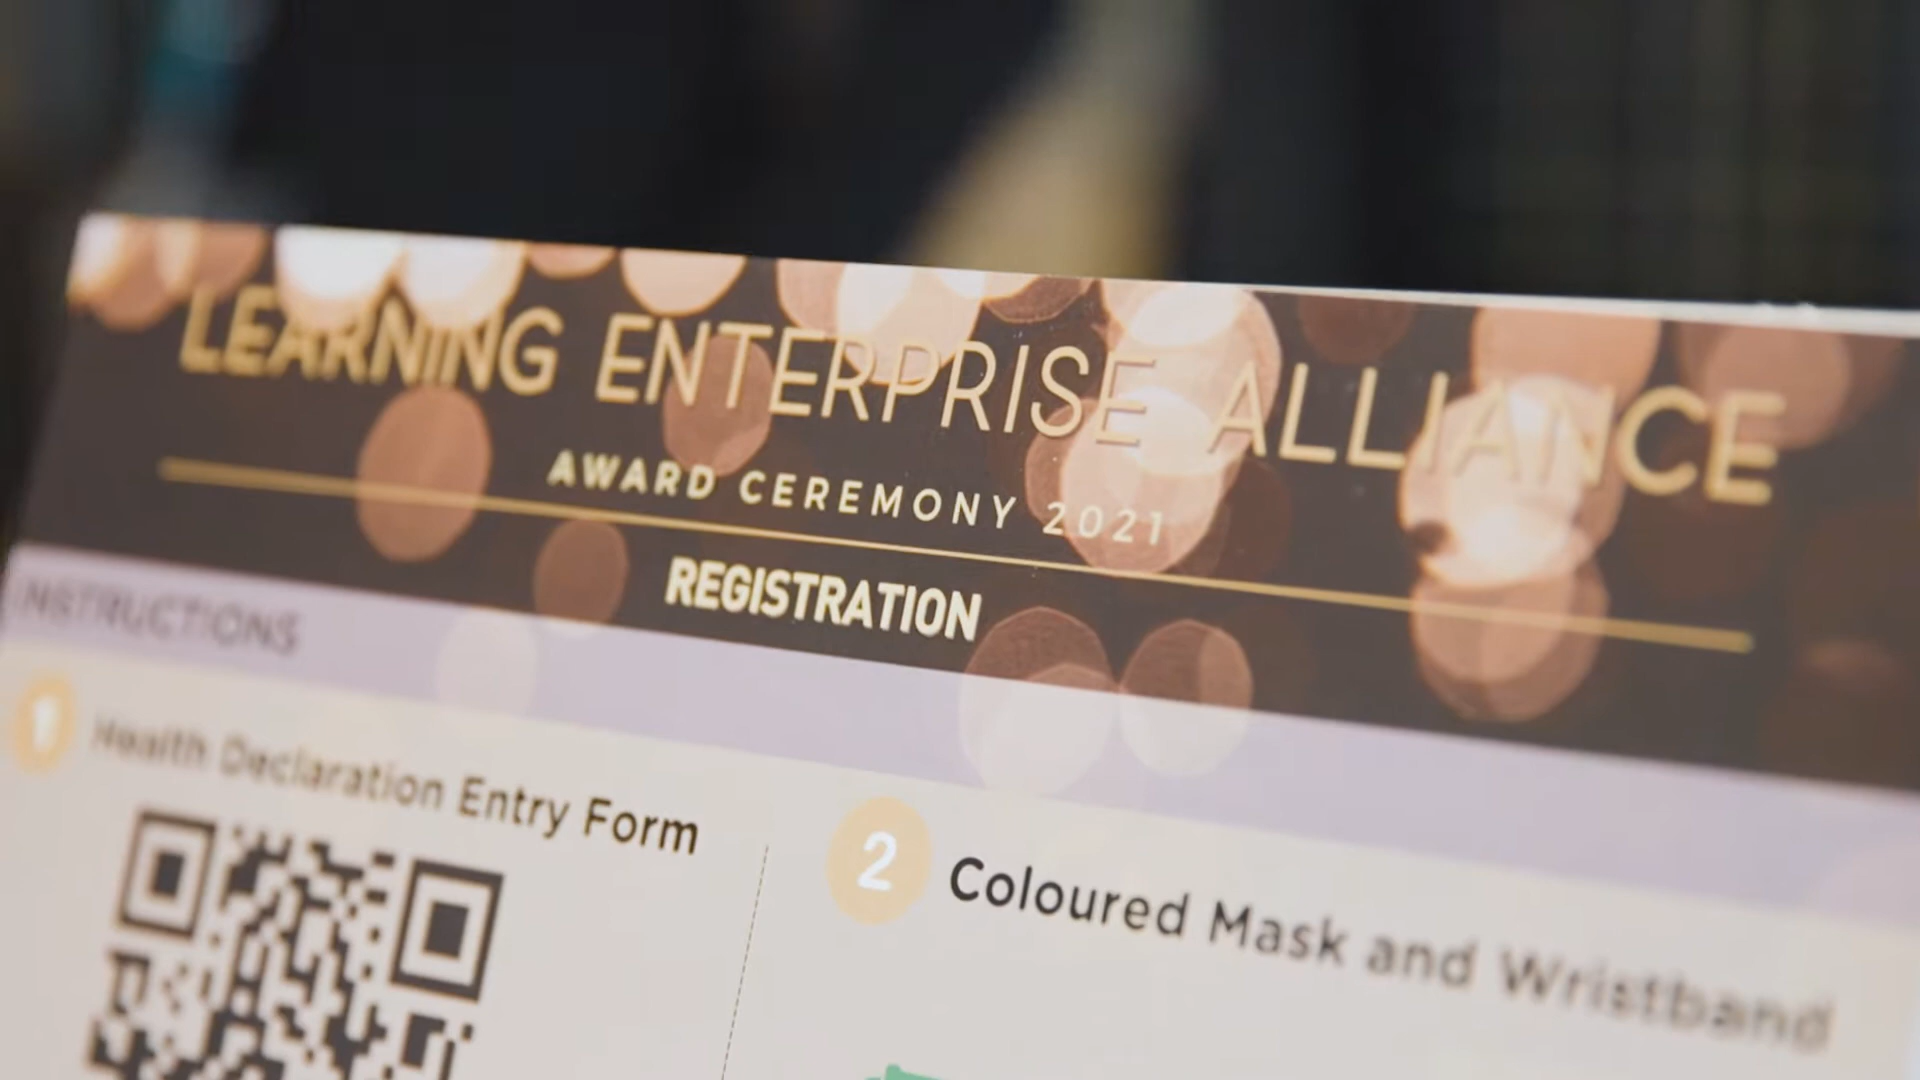 LEARNING ENTERPRISE ALLIANCE
AWARD CEREMONY 2021
REGISTRATION
INSTRUCTIONS
1 Health Declaration Entry Form
2 Coloured Mask and Wristband